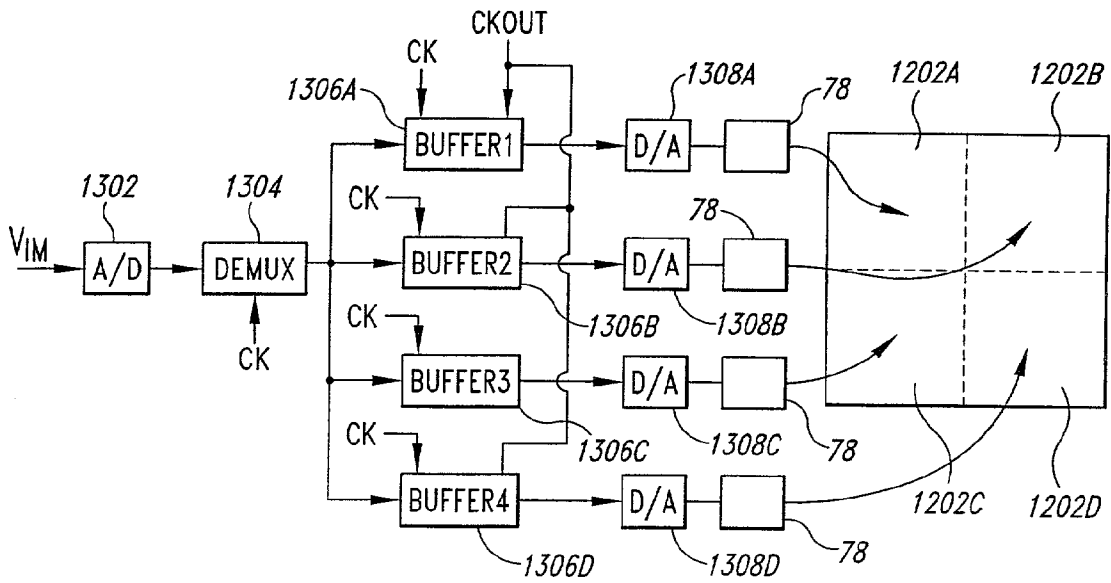 CKOUT
CK
1306A
1308A
78
1202A
1202B
BUFFER1
D/A
1302
1304
CK
78
VIM
A/D
DEMUX
BUFFER2
D/A
1306B
1308B
CK
CK
BUFFER3
D/A
1306C
1308C
78
CK
1202C
1202D
BUFFER4
D/A
1306D
1308D
78